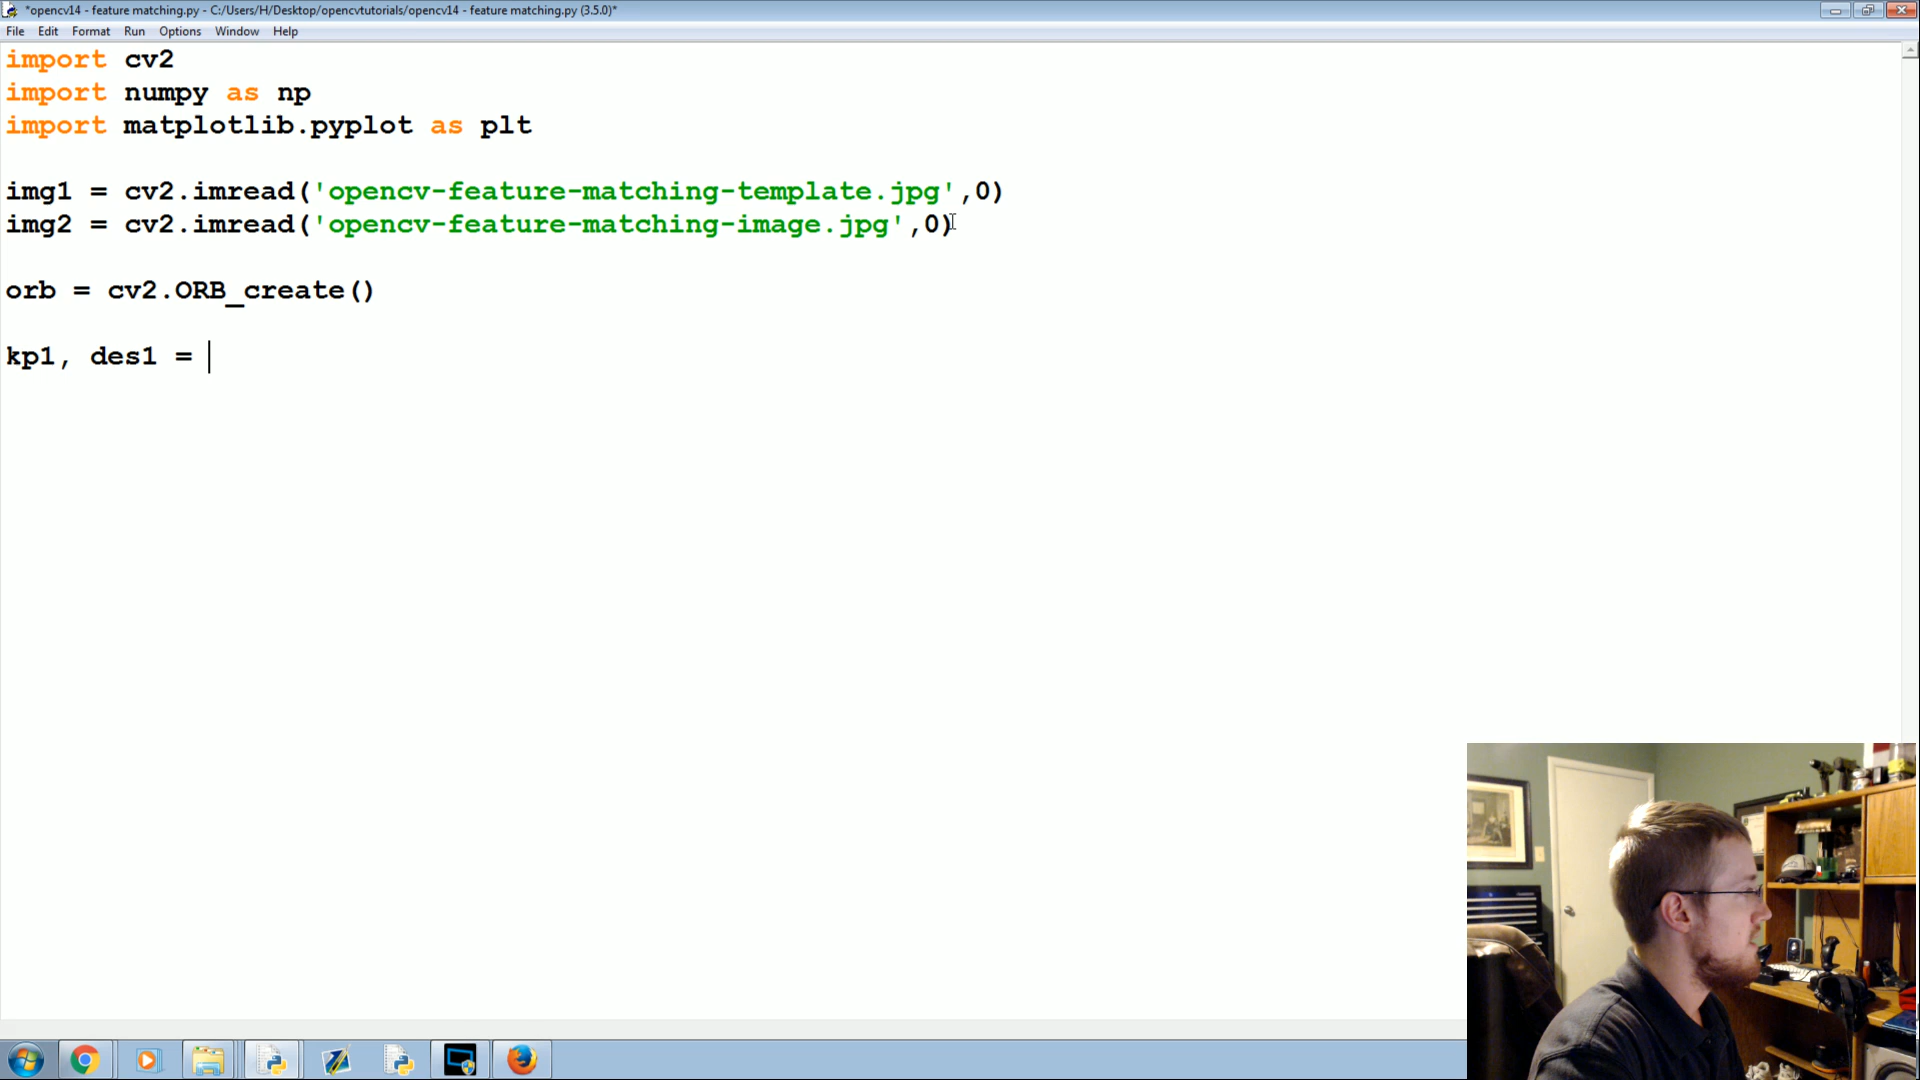 *opencv14 - feature matching.py - C:/Users/H/Desktop/opencvtutorials/opencv14 - feature matching.py (3.5.0)*
File Edit Format Run Options Window Help
import cv2
import numpy as np
import matplotlib.pyplot as plt
img1 = cv2.imread('opencv-feature-matching-template.jpg',0)
img2 = cv2.imread('opencv-feature-matching-image.jpg',0)
orb = cv2.ORB_create()
kp1, des1 =